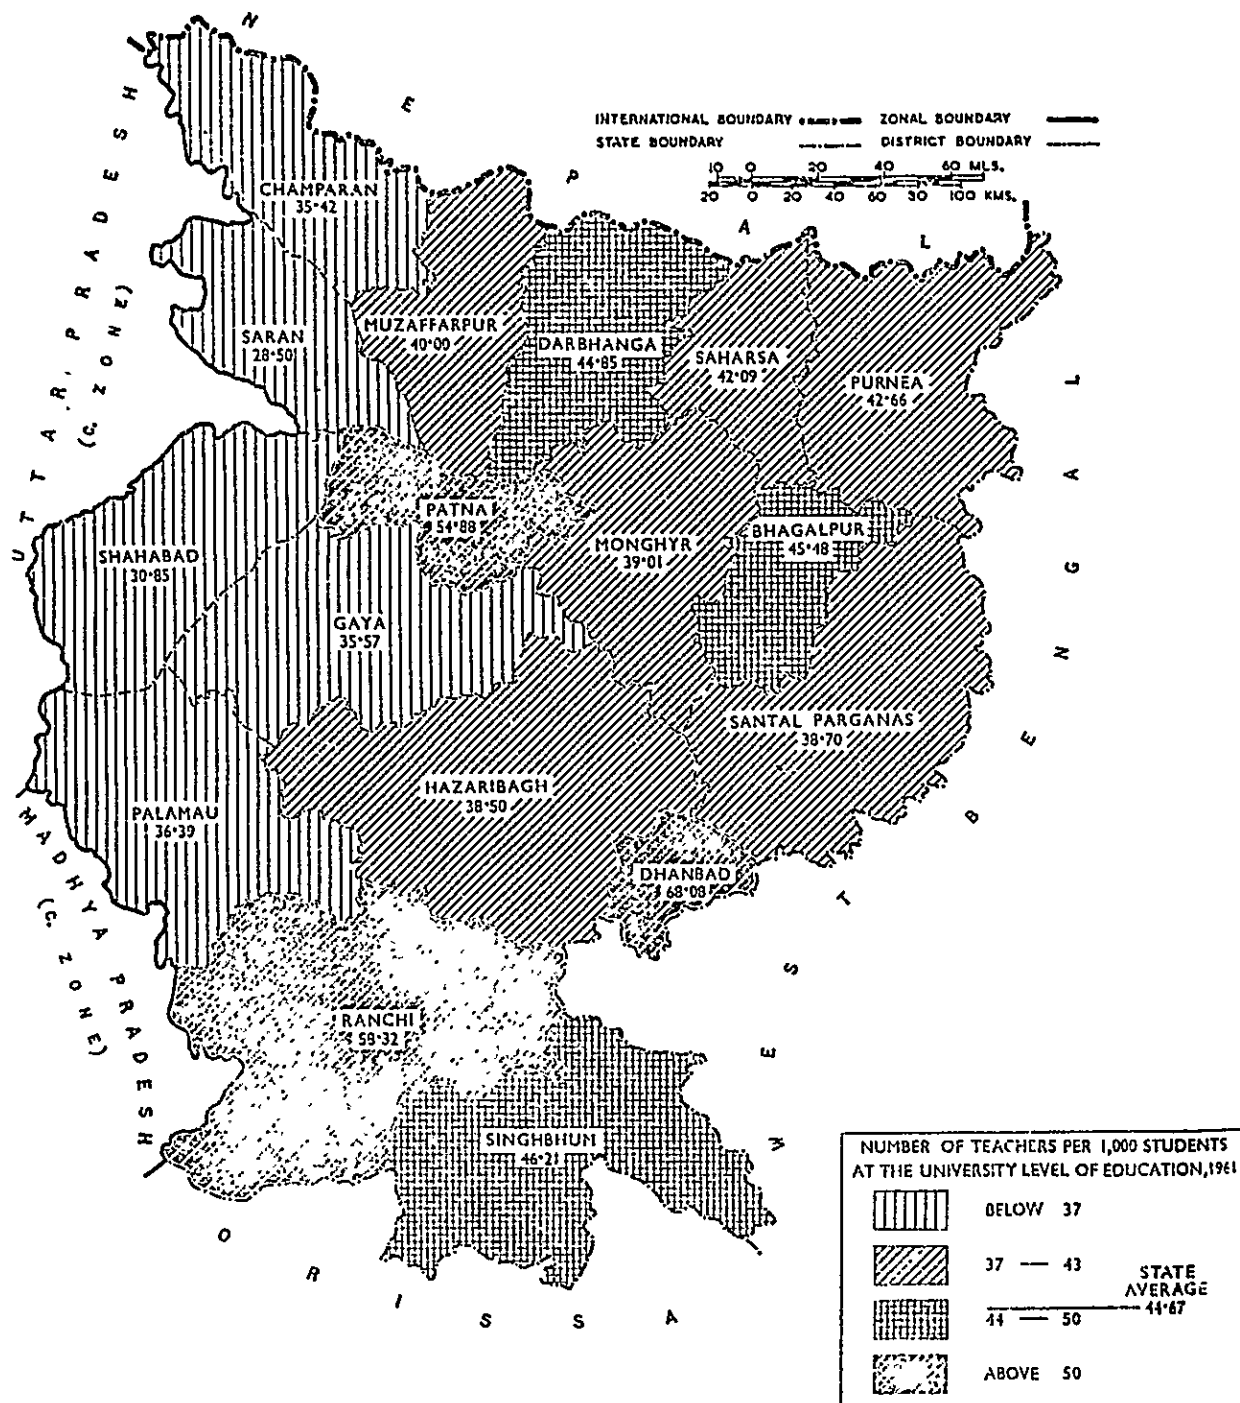 NEPAL
INTERNATIONAL BOUNDARY
ZONAL BOUNDARY
STATE BOUNDARY
DISTRICT BOUNDARY
10 0 20 40 60 MLS.
20 0 20 40 60 80 100 KMS.
UTTAR PRADESH
(C. ZONE)
CHAMPARAN
35·42
SARAN
28·50
MUZAFFARPUR
40·00
DARBHANGA
44·85
SAHARSA
42·09
PURNEA
42·66
SHAHABAD
30·85
PATNA
54·88
MONGHYR
39·01
BHAGALPUR
45·48
GAYA
35·57
SANTAL PARGANAS
38·70
PALAMAU
36·39
HAZARIBAGH
38·50
DHANBAD
68·08
RANCHI
58·32
SINGHBHUM
46·21
MADHYA PRADESH
(C. ZONE)
WEST BENGAL
ORISSA
NUMBER OF TEACHERS PER 1,000 STUDENTS
AT THE UNIVERSITY LEVEL OF EDUCATION, 1961
BELOW 37
37 — 43
STATE
AVERAGE
44·67
44 — 50
ABOVE 50